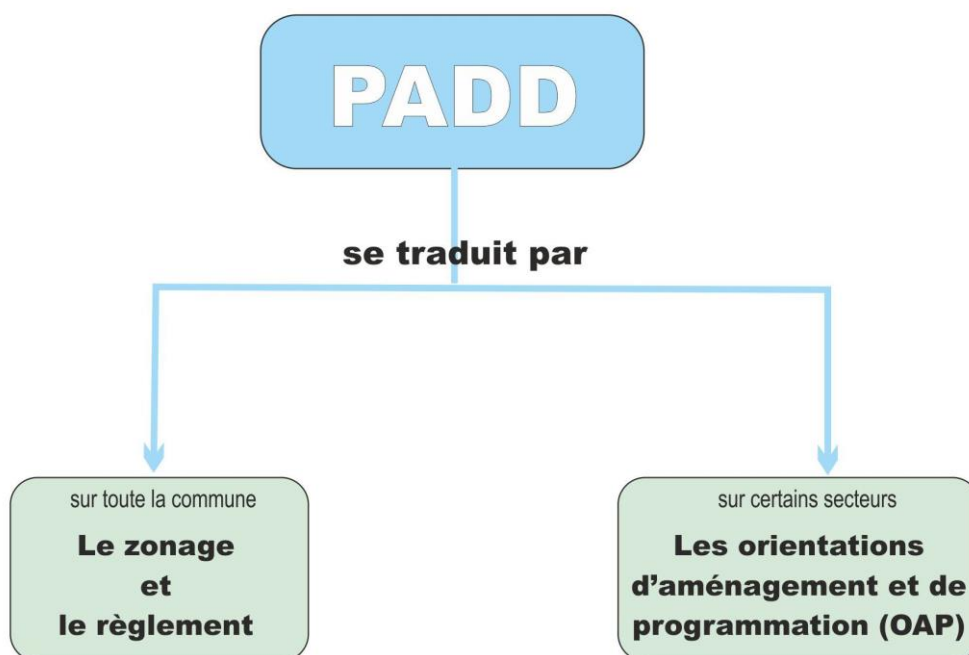 PADD
se traduit par
sur toute la commune
Le zonage
et
le règlement
sur certains secteurs
Les orientations
d’aménagement et de
programmation (OAP)